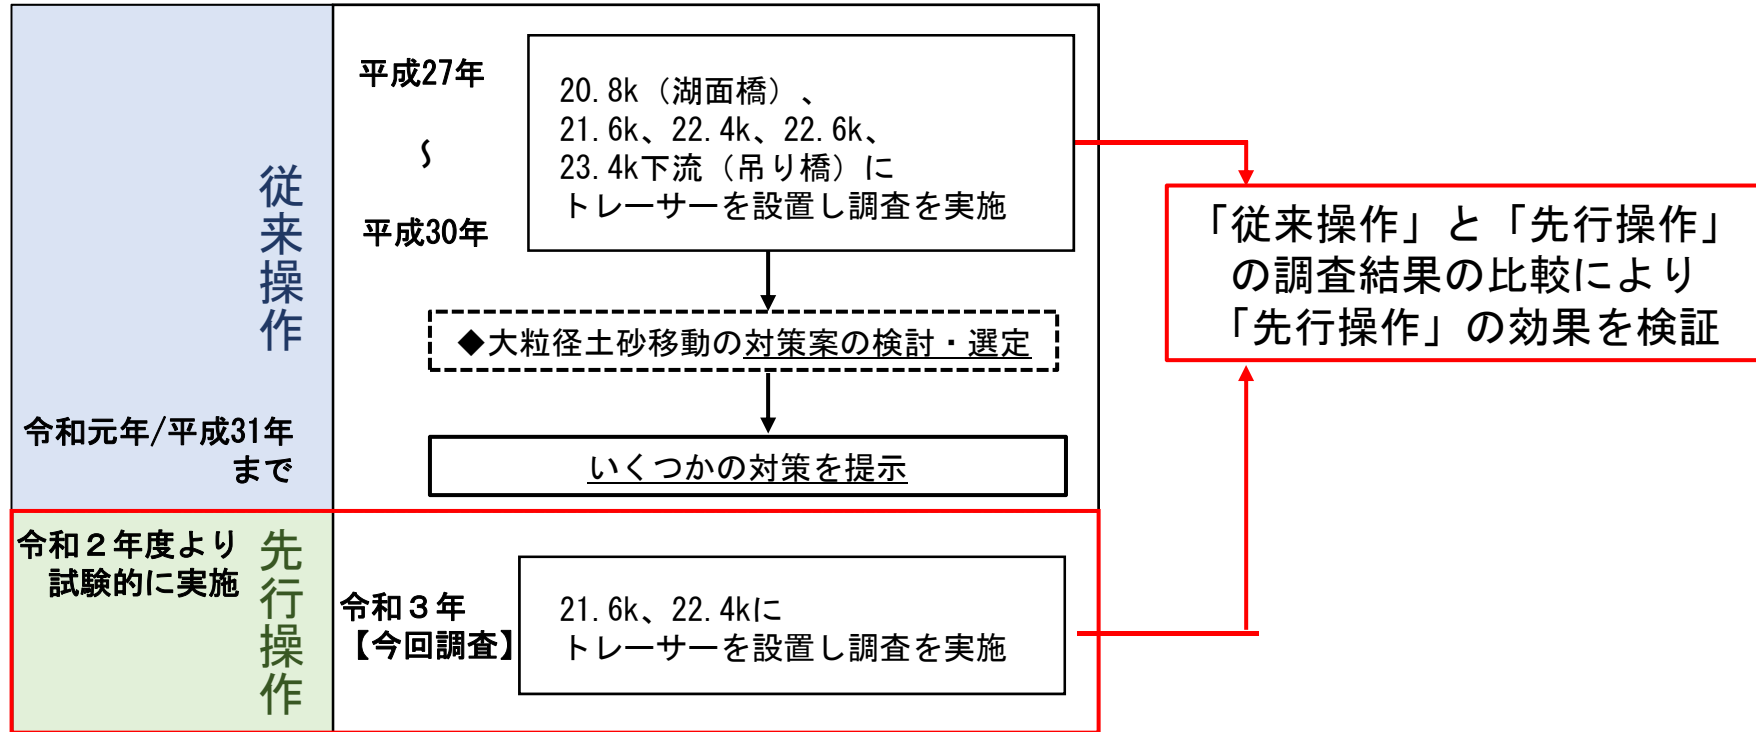 従来操作
令和元年/平成31年
まで
平成27年
～
平成30年
20.8k（湖面橋）、
21.6k、22.4k、22.6k、
23.4k下流（吊り橋）に
トレーサーを設置し調査を実施
◆大粒径土砂移動の対策案の検討・選定
いくつかの対策を提示
令和２年度より
試験的に実施
先行操作
令和３年
【今回調査】
21.6k、22.4kに
トレーサーを設置し調査を実施
「従来操作」と「先行操作」
の調査結果の比較により
「先行操作」の効果を検証